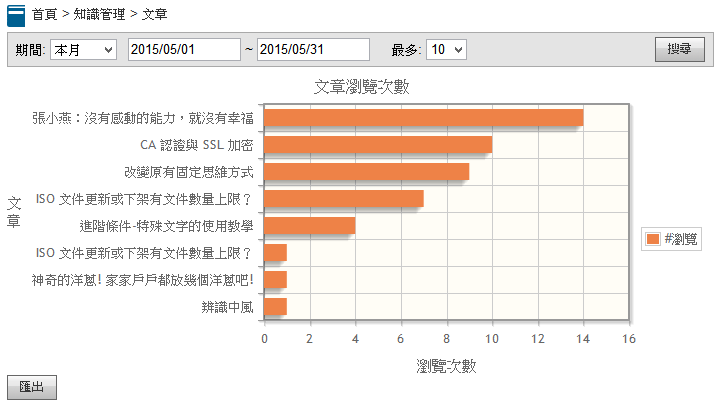 首頁 > 知識管理 > 文章
期間: 本月 2015/05/01 ~ 2015/05/31 最多: 10 搜尋
文章瀏覽次數
張小燕：沒有感動的能力，就沒有幸福
CA 認證與 SSL 加密
改變原有固定思維方式
ISO 文件更新或下架有文件數量上限？
進階條件-特殊文字的使用教學
ISO 文件更新或下架有文件數量上限？
神奇的洋蔥! 家家戶戶都放幾個洋蔥吧!
辨識中風
文章
#瀏覽
0 2 4 6 8 10 12 14 16
瀏覽次數
匯出